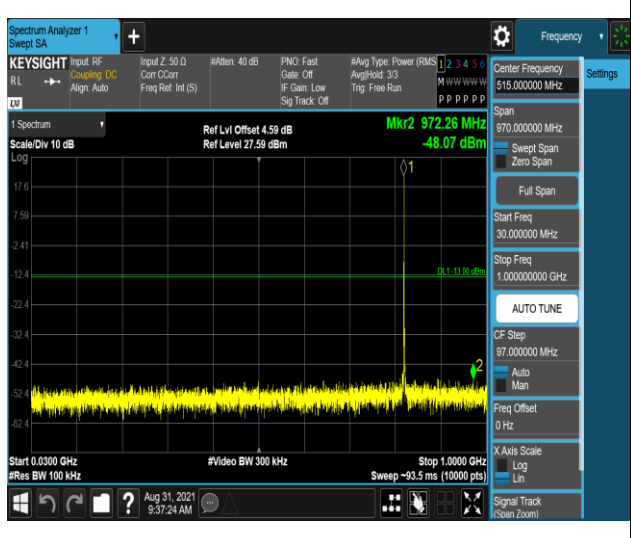 Spectrum Analyzer 1
Swept SA
+
Frequency
KEYSIGHT
RL
LXI
Input: RF
Coupling: DC
Align: Auto
Input Z: 50 Ω
Corr CCorr
Freq Ref: Int (S)
#Atten: 40 dB
PNO: Fast
Gate: Off
IF Gain: Low
Sig Track: Off
#Avg Type: Power (RMS
Avg|Hold: 3/3
Trig: Free Run
1 2 3 4 5 6
M W W W W W
P P P P P P
Center Frequency
515.000000 MHz
Settings
1 Spectrum
Ref Lvl Offset 4.59 dB
Mkr2 972.26 MHz
Scale/Div 10 dB
Ref Level 27.59 dBm
-48.07 dBm
Log
17.6
7.59
-2.41
-12.4
-22.4
-32.4
-42.4
-52.4
-62.4
1
DL1 -13.00 dBm
2
Span
970.000000 MHz
Swept Span
Zero Span
Full Span
Start Freq
30.000000 MHz
Stop Freq
1.000000000 GHz
AUTO TUNE
CF Step
97.000000 MHz
Auto
Man
Freq Offset
0 Hz
X Axis Scale
Log
Lin
Signal Track
(Span Zoom)
Start 0.0300 GHz
#Video BW 300 kHz
Stop 1.0000 GHz
#Res BW 100 kHz
Sweep ~93.5 ms (10000 pts)
?
Aug 31, 2021
9:37:24 AM